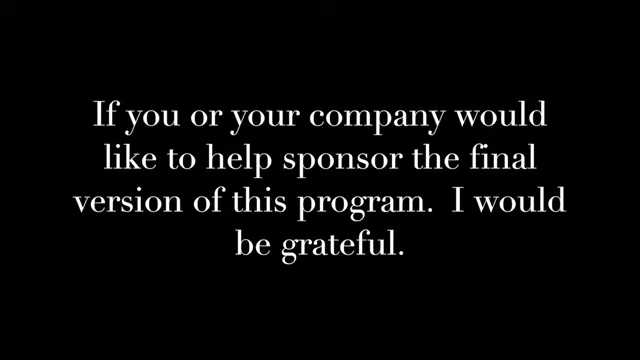 If you or your company would
like to help sponsor the final
version of this program.  I would
be grateful.